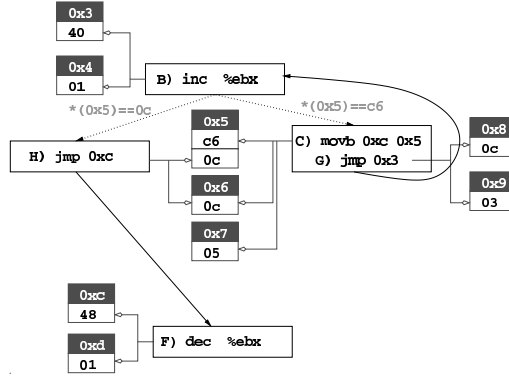 0x3
40
0x4
01
B) inc %ebx
*(0x5)==0c
*(0x5)==c6
0x5
c6
0c
C) movb 0xc 0x5
G) jmp 0x3
0x8
0c
H) jmp 0xc
0x6
0c
0x9
03
0x7
05
0xc
48
0xd
01
F) dec %ebx